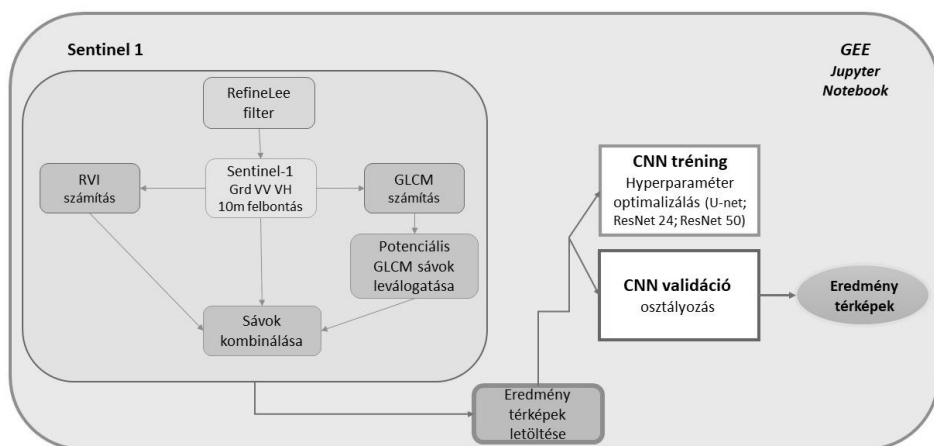 Sentinel 1
GEE
Jupyter
Notebook
RefineLee
filter
RVI
számítás
Sentinel-1
Grd VV VH
10m felbontás
GLCM
számítás
Potenciális
GLCM sávok
leválogatása
Sávok
kombinálása
CNN tréning
Hyperparaméter
optimalizálás (U-net;
ResNet 24; ResNet 50)
CNN validáció
osztályozás
Eredmény
térképek
Eredmény
térképek
letöltése